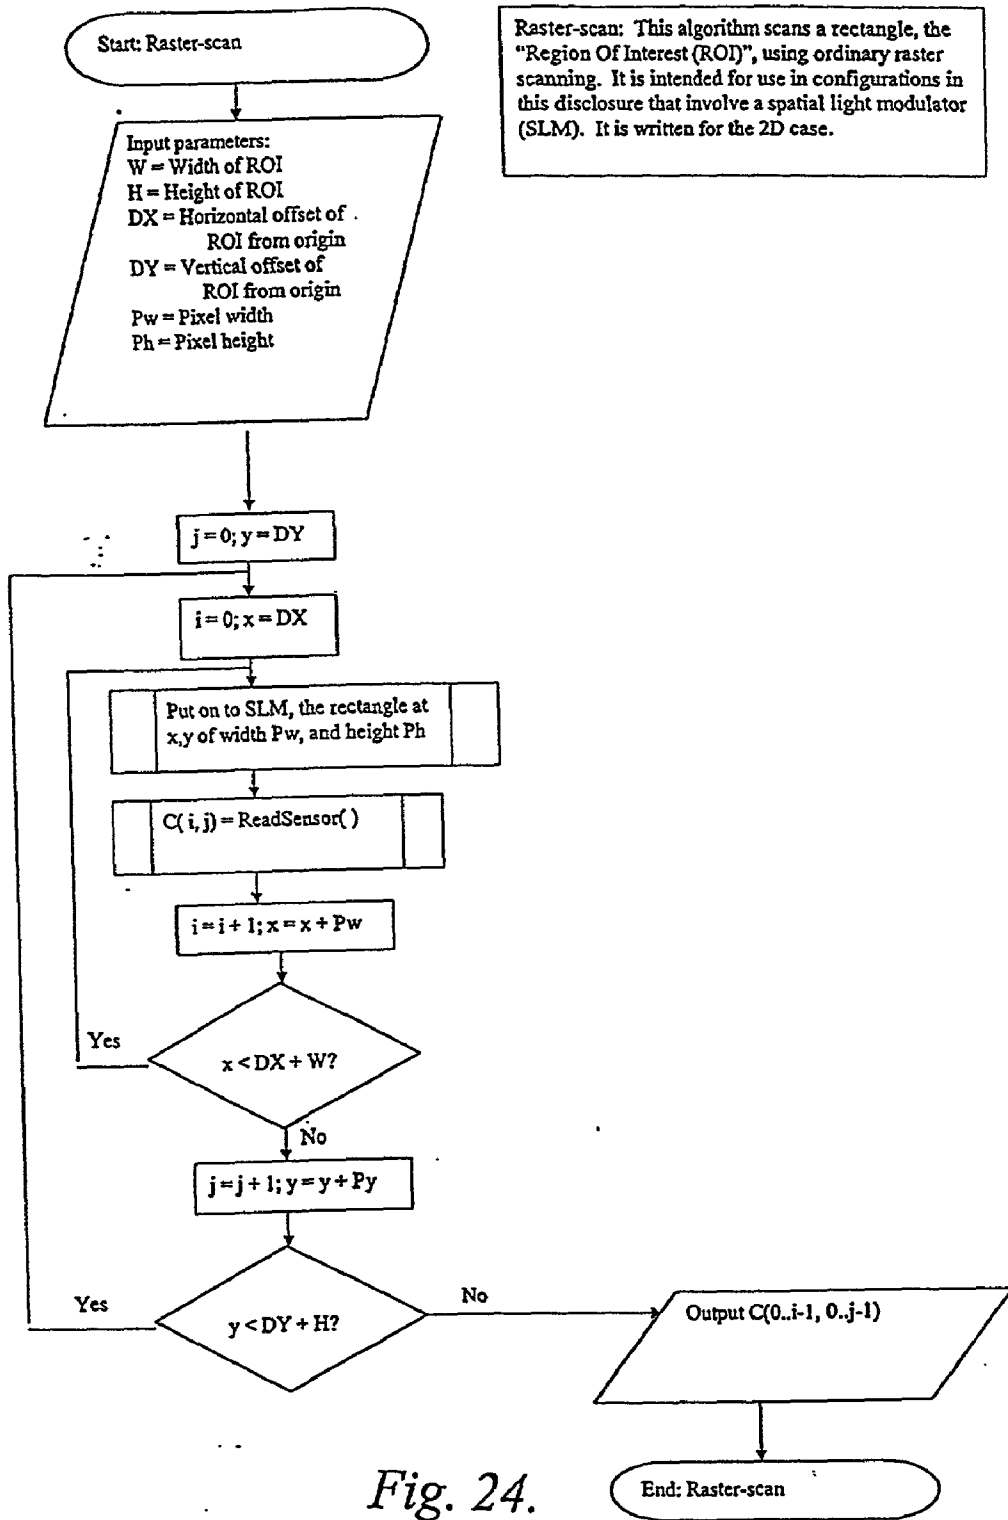 Start: Raster-scan
Raster-scan: This algorithm scans a rectangle, the
"Region Of Interest (ROI)", using ordinary raster
scanning. It is intended for use in configurations in
this disclosure that involve a spatial light modulator
(SLM). It is written for the 2D case.
Input parameters:
W = Width of ROI
H = Height of ROI
DX = Horizontal offset of
ROI from origin
DY = Vertical offset of
ROI from origin
Pw = Pixel width
Ph = Pixel height
j = 0; y = DY
i = 0; x = DX
Put on to SLM, the rectangle at
x,y of width Pw, and height Ph
C( i, j) = ReadSensor( )
i = i + 1; x = x + Pw
Yes
x < DX + W?
No
j = j + 1; y = y + Py
Yes
y < DY + H?
No
Output C(0..i-1, 0..j-1)
End: Raster-scan
Fig. 24.